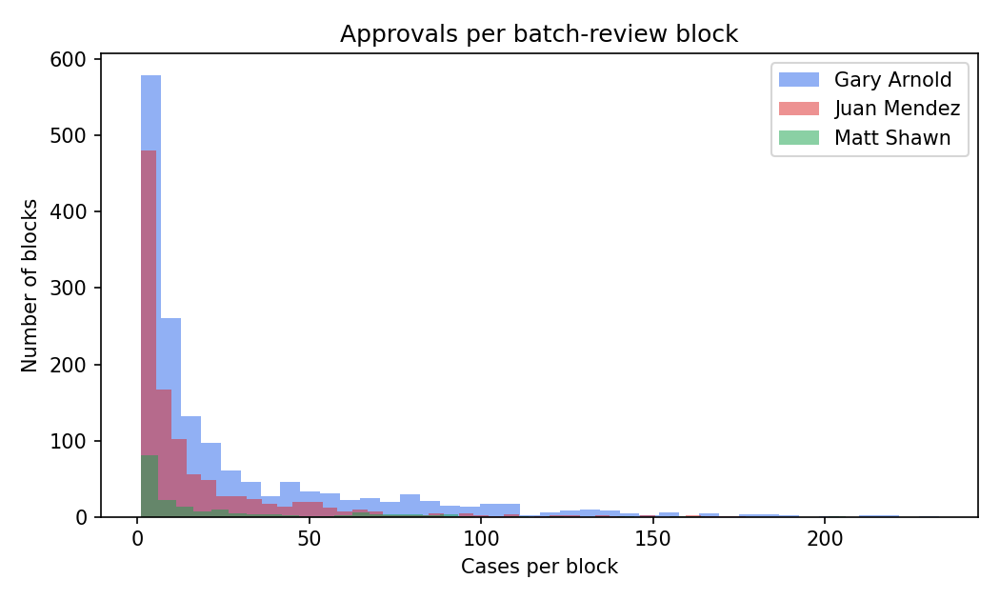 Approvals per batch-review block
Gary Arnold
Juan Mendez
Matt Shawn
Number of blocks
600
500
400
300
200
100
0
0 50 100 150 200
Cases per block